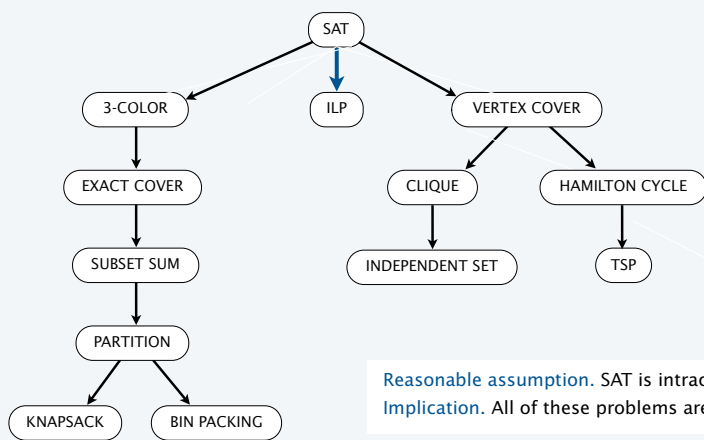 SAT
3-COLOR ILP VERTEX COVER
EXACT COVER CLIQUE HAMILTON CYCLE
SUBSET SUM INDEPENDENT SET TSP
PARTITION
Reasonable assumption. SAT is
Implication. All of these problems are
KNAPSACK BIN PACKING